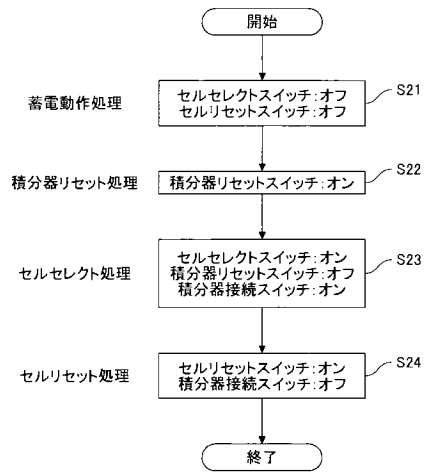 開始
蓄電動作処理
セルセレクトスイッチ:オフ
セルリセットスイッチ:オフ
S21
積分器リセット処理
積分器リセットスイッチ:オン
S22
セルセレクト処理
セルセレクトスイッチ:オン
積分器リセットスイッチ:オフ
積分器接続スイッチ:オン
S23
セルリセット処理
セルリセットスイッチ:オン
積分器接続スイッチ:オフ
S24
終了